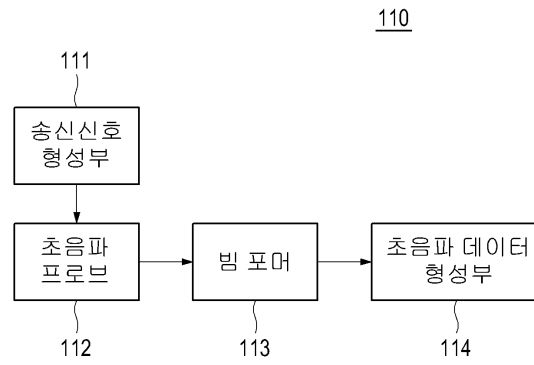 110
111
송신신호
형성부
초음파
프로브
빔 포머
초음파 데이터
형성부
112
113
114